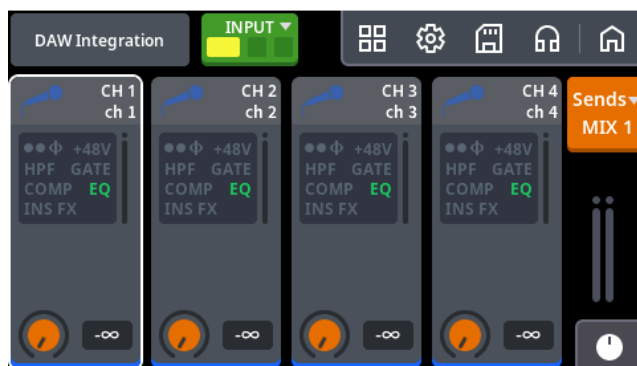 DAW Integration
INPUT
CH 1
ch 1
Φ +48V
HPF GATE
COMP EQ
INS FX
-∞
CH 2
ch 2
Φ +48V
HPF GATE
COMP EQ
INS FX
-∞
CH 3
ch 3
Φ +48V
HPF GATE
COMP EQ
INS FX
-∞
CH 4
ch 4
Φ +48V
HPF GATE
COMP EQ
INS FX
-∞
Sends
MIX 1